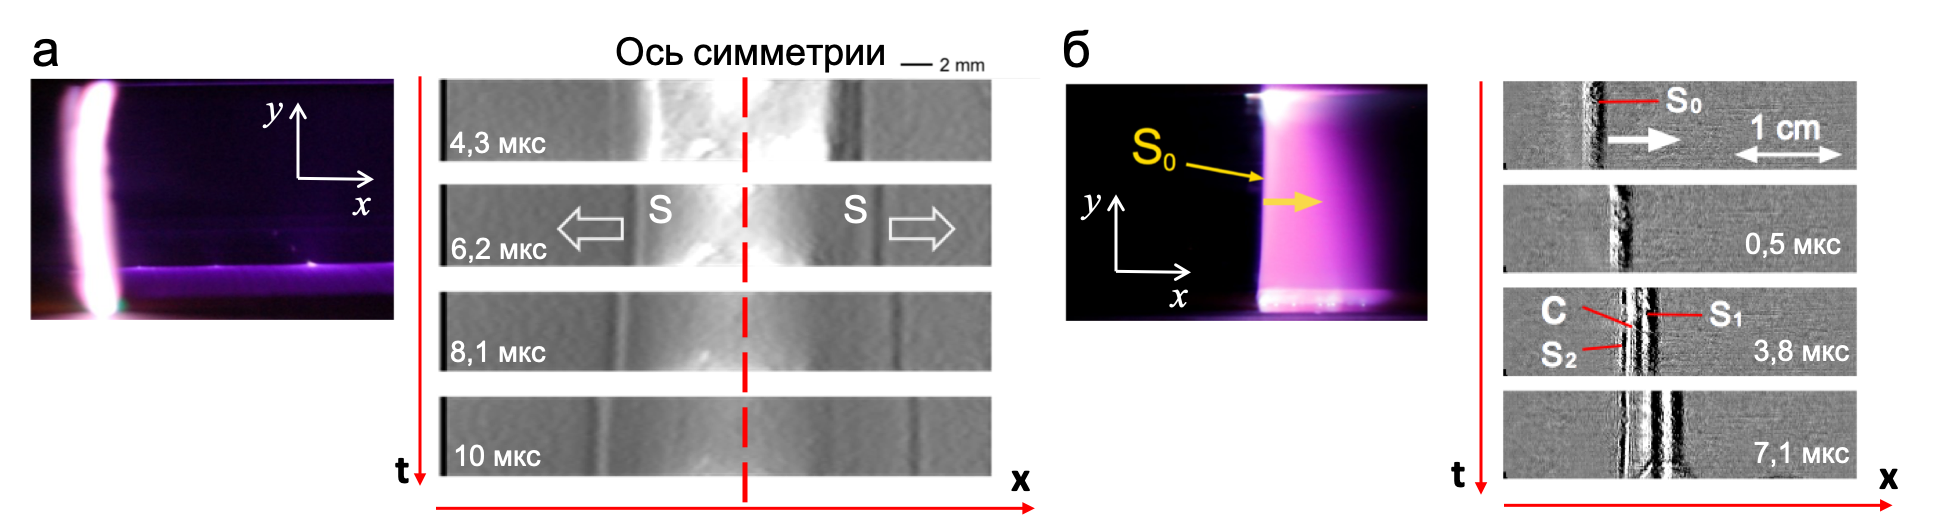 а
y
x
Ось симметрии
2 mm
4,3 мкс
6,2 мкс
S
S
8,1 мкс
10 мкс
t
x
б
S0
y
x
S0
1 cm
0,5 мкс
C
S1
S2
3,8 мкс
7,1 мкс
t
x